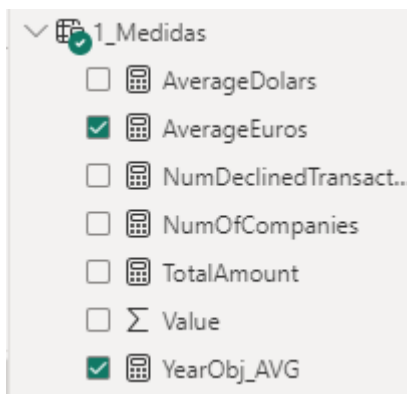 1_Medidas
AverageDolars
AverageEuros
NumDeclinedTransact...
NumOfCompanies
TotalAmount
Value
YearObj_AVG